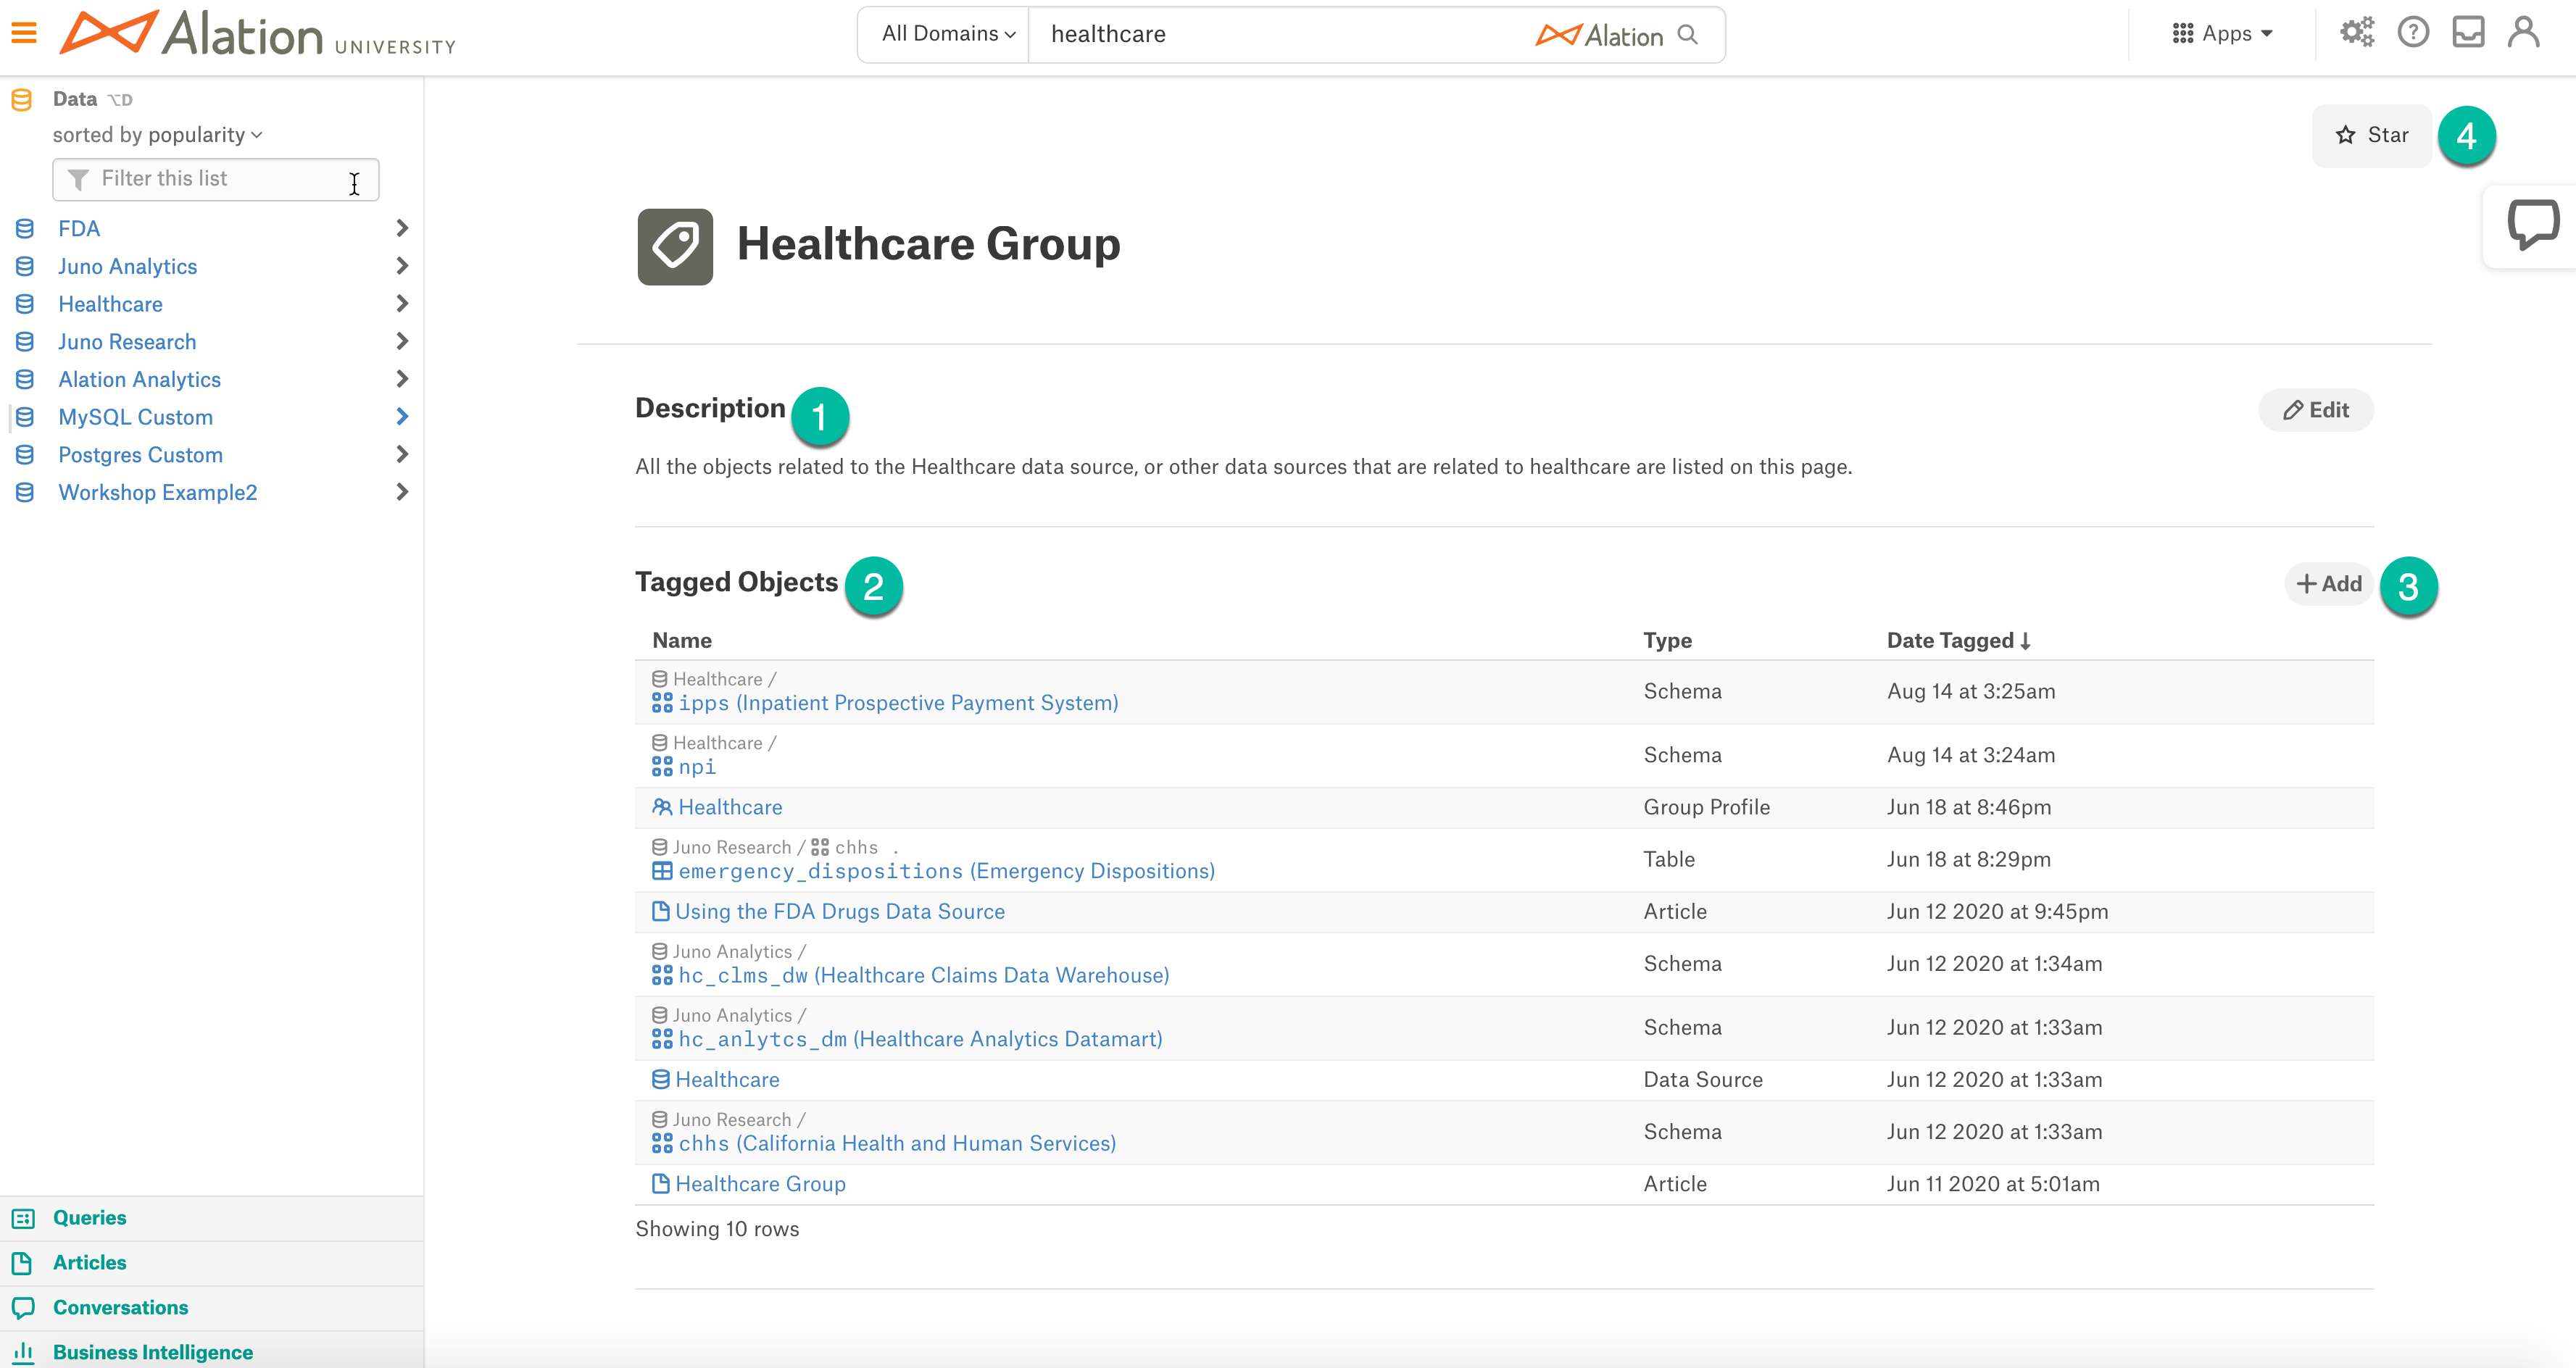 Alation UNIVERSITY
All Domains
healthcare
Alation
Apps
Data ⌥D
sorted by popularity
Filter this list
FDA
Juno Analytics
Healthcare
Juno Research
Alation Analytics
MySQL Custom
Postgres Custom
Workshop Example2
Queries
Articles
Conversations
Business Intelligence
Star 4
Healthcare Group
Description 1
Edit
All the objects related to the Healthcare data source, or other data sources that are related to healthcare are listed on this page.
Tagged Objects 2
+ Add 3
Name Type Date Tagged ↓
Healthcare /
ipps (Inpatient Prospective Payment System) Schema Aug 14 at 3:25am
Healthcare /
npi Schema Aug 14 at 3:24am
Healthcare Group Profile Jun 18 at 8:46pm
Juno Research / chhs .
emergency_dispositions (Emergency Dispositions) Table Jun 18 at 8:29pm
Using the FDA Drugs Data Source Article Jun 12 2020 at 9:45pm
Juno Analytics /
hc_clms_dw (Healthcare Claims Data Warehouse) Schema Jun 12 2020 at 1:34am
Juno Analytics /
hc_anlytcs_dm (Healthcare Analytics Datamart) Schema Jun 12 2020 at 1:33am
Healthcare Data Source Jun 12 2020 at 1:33am
Juno Research /
chhs (California Health and Human Services) Schema Jun 12 2020 at 1:33am
Healthcare Group Article Jun 11 2020 at 5:01am
Showing 10 rows